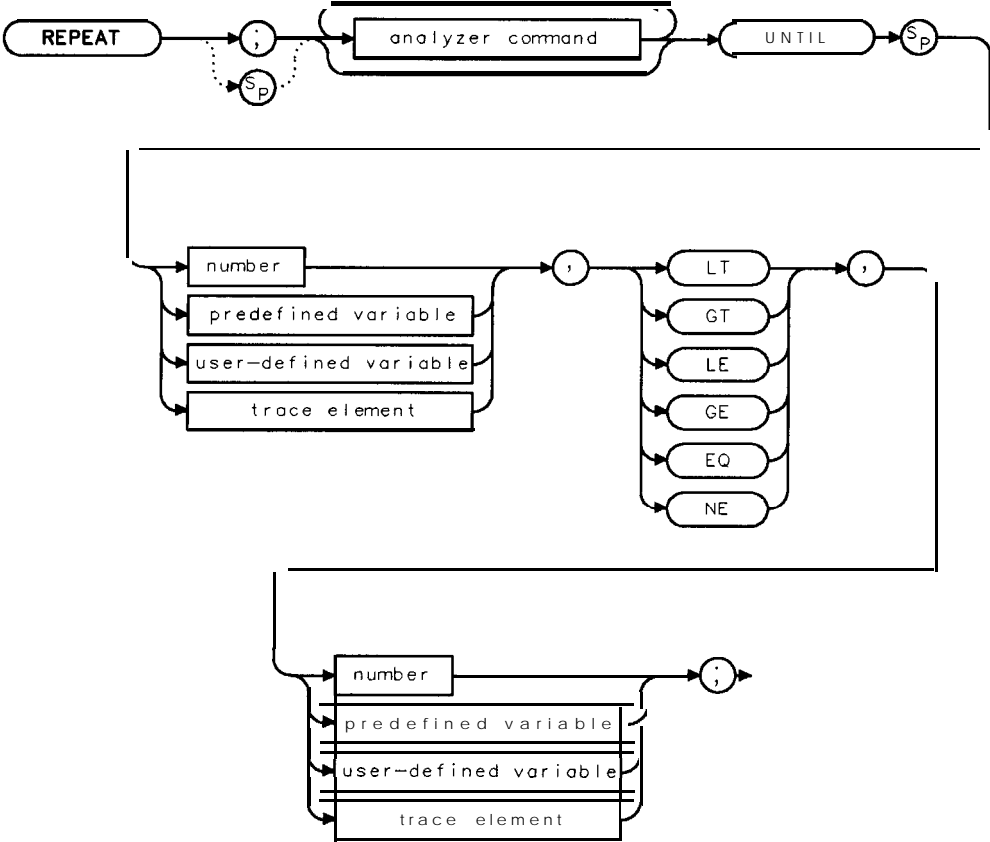 REPEAT ; analyzer command UNTIL SP
SP
number , LT ,
predefined variable GT
user-defined variable LE
trace element GE
EQ
NE
number ;
predefined variable
user-defined variable
trace element